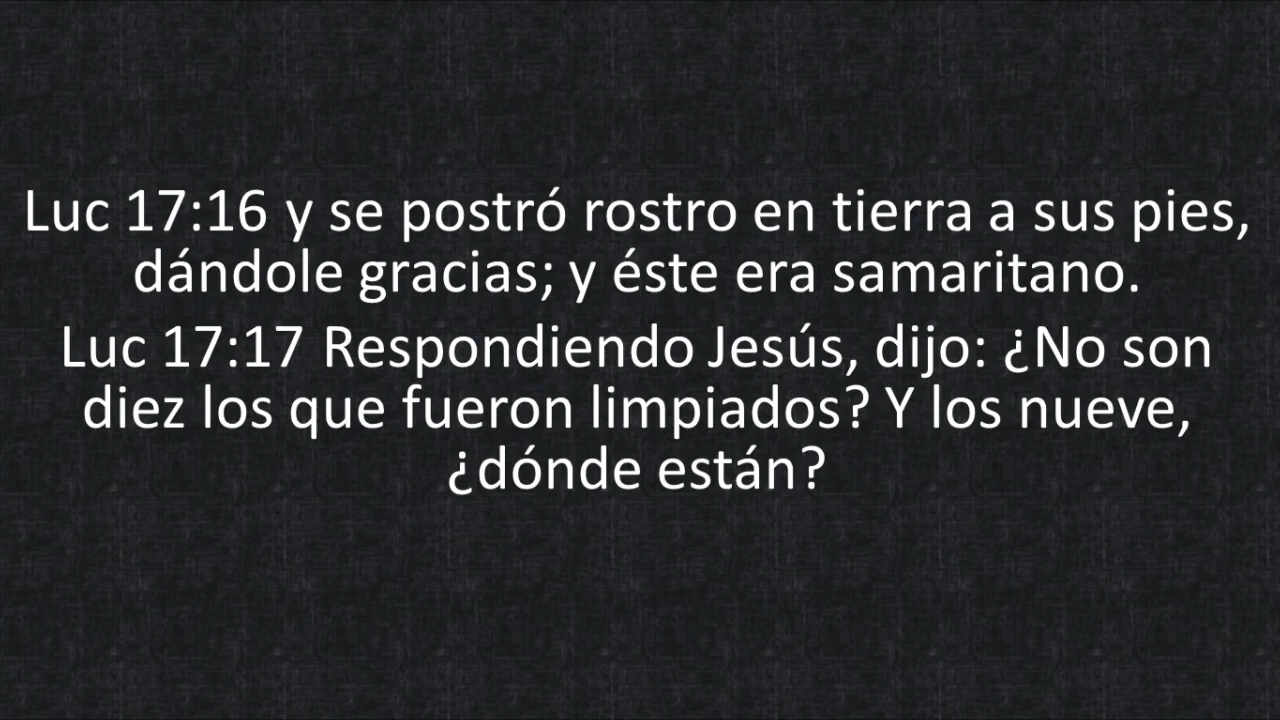 Luc 17:16 y se postró rostro en tierra a sus pies,
dándole gracias; y éste era samaritano.
Luc 17:17 Respondiendo Jesús, dijo: ¿No son
diez los que fueron limpiados? Y los nueve,
¿dónde están?